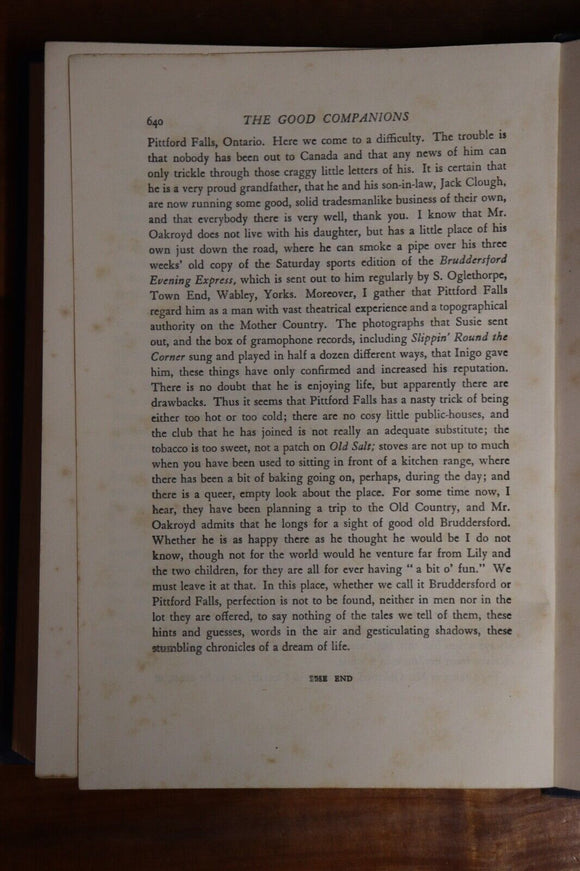 640 THE GOOD COMPANIONS
Pittford Falls, Ontario. Here we come to a difficulty. The trouble is
that nobody has been out to Canada and that any news of him can
only trickle through those craggy little letters of his. It is certain that
he is a very proud grandfather, that he and his son-in-law, Jack Clough,
are now running some good, solid tradesmanlike business of their own,
and that everybody there is very well, thank you. I know that Mr.
Oakroyd does not live with his daughter, but has a little place of his
own just down the road, where he can smoke a pipe over his three
weeks' old copy of the Saturday sports edition of the Bruddersford
Evening Express, which is sent out to him regularly by S. Oglethorpe,
Town End, Wabley, Yorks. Moreover, I gather that Pittford Falls
regard him as a man with vast theatrical experience and a topographical
authority on the Mother Country. The photographs that Susie sent
out, and the box of gramophone records, including Slippin' Round the
Corner sung and played in half a dozen different ways, that Inigo gave
him, these things have only confirmed and increased his reputation.
There is no doubt that he is enjoying life, but apparently there are
drawbacks. Thus it seems that Pittford Falls has a nasty trick of being
either too hot or too cold; there are no cosy little public-houses, and
the club that he has joined is not really an adequate substitute; the
tobacco is too sweet, not a patch on Old Salt; stoves are not up to much
when you have been used to sitting in front of a kitchen range, where
there has been a bit of baking going on, perhaps, during the day; and
there is a queer, empty look about the place. For some time now, I
hear, they have been planning a trip to the Old Country, and Mr.
Oakroyd admits that he longs for a sight of good old Bruddersford.
Whether he is as happy there as he thought he would be I do not
know, though not for the world would he venture far from Lily and
the two children, for they are all for ever having "a bit o' fun." We
must leave it at that. In this place, whether we call it Bruddersford or
Pittford Falls, perfection is not to be found, neither in men nor in the
lot they are offered, to say nothing of the tales we tell of them, these
hints and guesses, words in the air and gesticulating shadows, these
stumbling chronicles of a dream of life.
THE END